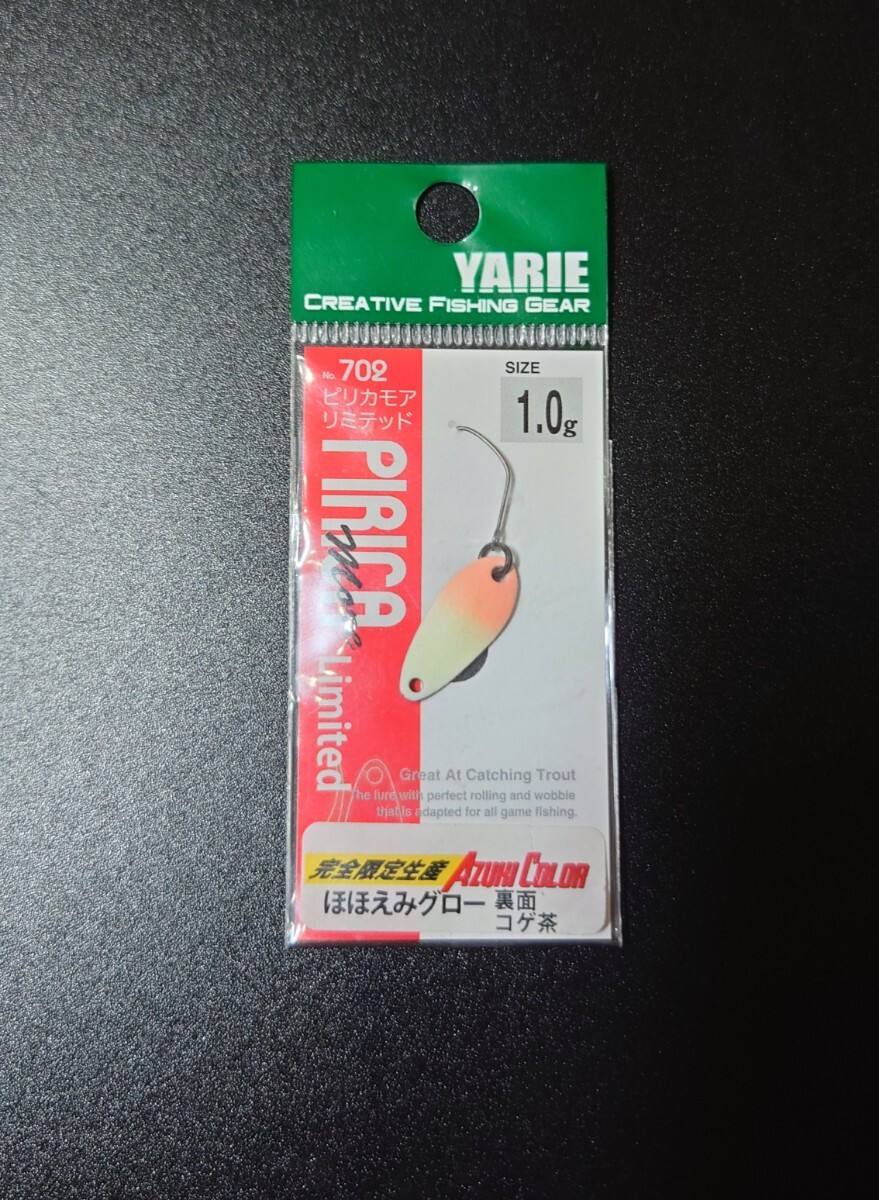 YARIE
CREATIVE FISHING GEAR
No. 702
ピリカモア
リミテッド
SIZE
1.0g
PIRICA
More
Limited
Great At Catching Trout
The lure with perfect rolling and wobble
that is adapted for all game fishing.
完全限定生産 AZUKI COLOR
ほほえみグロー 裏面
コゲ茶